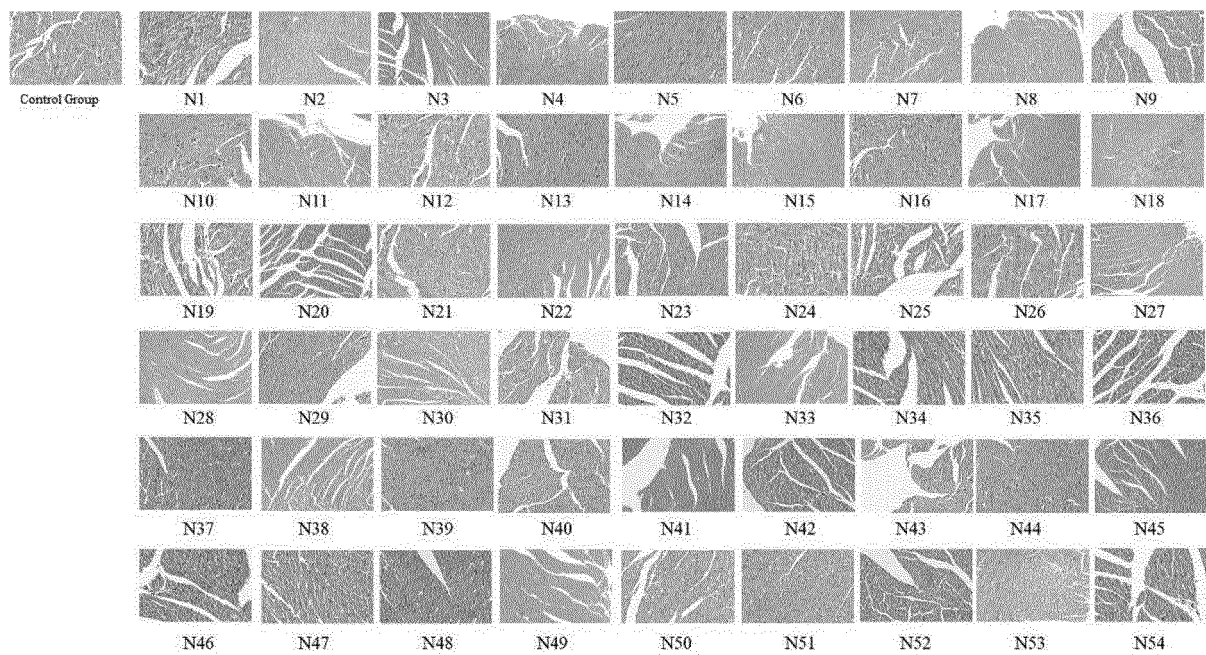 Control Group
N1 N2 N3 N4 N5 N6 N7 N8 N9
N10 N11 N12 N13 N14 N15 N16 N17 N18
N19 N20 N21 N22 N23 N24 N25 N26 N27
N28 N29 N30 N31 N32 N33 N34 N35 N36
N37 N38 N39 N40 N41 N42 N43 N44 N45
N46 N47 N48 N49 N50 N51 N52 N53 N54